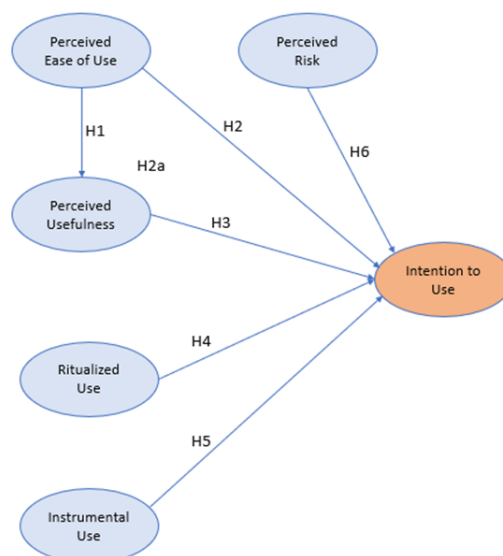 Perceived
Ease of Use
Perceived
Risk
H1
H2
H6
H2a
Perceived
Usefulness
H3
Intention to
Use
H4
Ritualized
Use
H5
Instrumental
Use